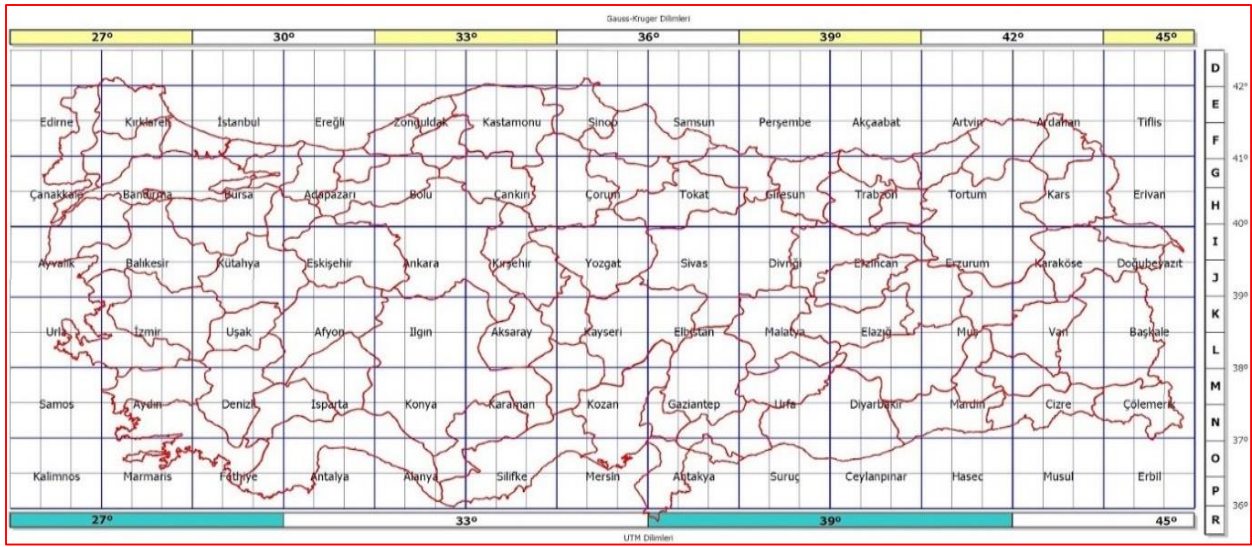 Gauss-Kruger Dilimleri
27º 30º 33º 36º 39º 42º 45º
D
42º
E
Edirne Kırklareli İstanbul Ereğli Zonguldak Kastamonu Sinop Samsun Perşembe Akçaabat Artvin Ardahan Tiflis
F
41º
G
Çanakkale Bandırma Bursa Adapazarı Bolu Çankırı Çorum Tokat Giresun Trabzon Tortum Kars Erivan
H
40º
I
Ayvalık Balıkesir Kütahya Eskişehir Ankara Kırşehir Yozgat Sivas Divriği Erzincan Erzurum Karaköse Doğubeyazıt
J
39º
K
Urla İzmir Uşak Afyon Ilgın Aksaray Kayseri Elbistan Malatya Elazığ Muş Van Başkale
L
38º
M
Samos Aydın Denizli Isparta Konya Karaman Kozan Gaziantep Urfa Diyarbakır Mardin Cizre Çölemerik
N
37º
O
Kalimnos Marmaris Fethiye Antalya Alanya Silifke Mersin Antakya Suruç Ceylanpınar Hasec Musul Erbil
P
36º
27º 33º 39º 45º R
UTM Dilimleri